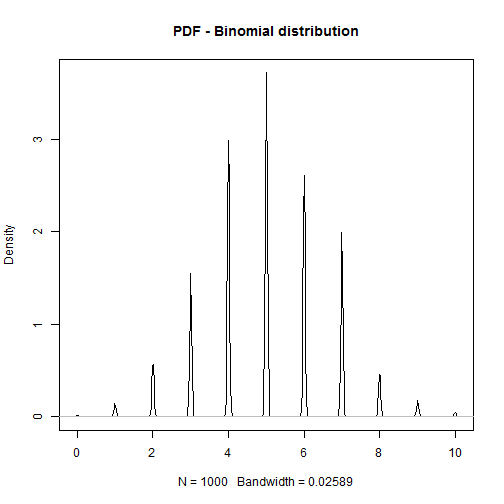 PDF - Binomial distribution
Density
3
2
1
0
0 2 4 6 8 10
N = 1000 Bandwidth = 0.02589